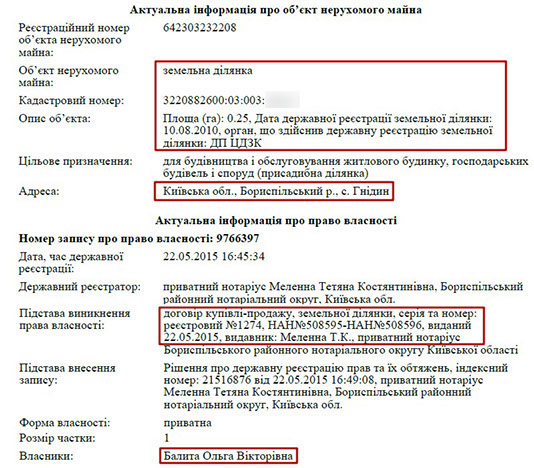 Актуальна інформація про об’єкт нерухомого майна
Реєстраційний номер 642303232208
об’єкта нерухомого
майна:
Об’єкт нерухомого земельна ділянка
майна:
Кадастровий номер: 3220882600:03:003:
Опис об’єкта: Площа (га): 0.25, Дата державної реєстрації земельної ділянки:
10.08.2010, орган, що здійснив державну реєстрацію земельної
ділянки: ДП ЦДЗК
Цільове призначення: для будівництва і обслуговування житлового будинку, господарських
будівель і споруд (присадибна ділянка)
Адреса: Київська обл., Бориспільський р., с. Гнідин
Актуальна інформація про право власності
Номер запису про право власності: 9766397
Дата, час державної 22.05.2015 16:45:34
реєстрації:
Державний реєстратор: приватний нотаріус Меленна Тетяна Костянтинівна, Бориспільський
районний нотаріальний округ, Київська обл.
Підстава виникнення договір купівлі-продажу, земельної ділянки, серія та номер:
права власності: реєстровий №1274, НАН№508595-НАН№508596, виданий
22.05.2015, видавник: Меленна Т.К., приватний нотаріус
Бориспільського районного нотаріального округу Київської області
Підстава внесення Рішення про державну реєстрацію прав та їх обтяжень, індексний
запису: номер: 21516876 від 22.05.2015 16:49:08, приватний нотаріус
Меленна Тетяна Костянтинівна, Бориспільський районний
нотаріальний округ, Київська обл.
Форма власності: приватна
Розмір частки: 1
Власники: Балита Ольга Вікторівна